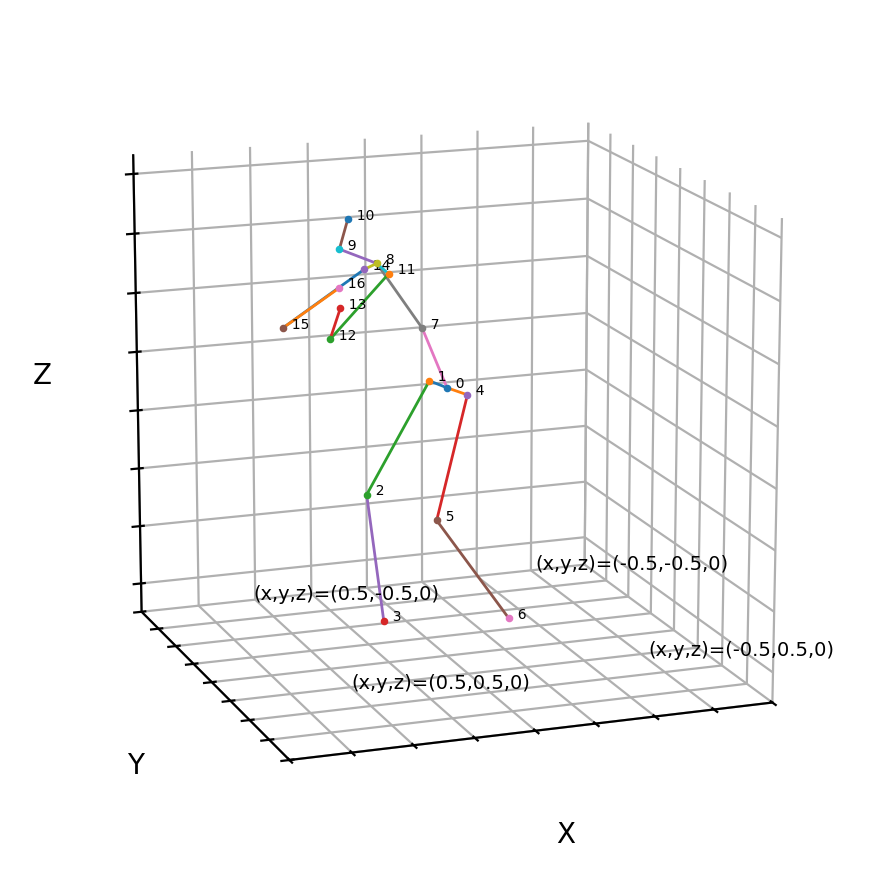 10
9
8
14
11
16
13
15
12
7
1
0
4
2
5
(x,y,z)=(-0.5,-0.5,0)
(x,y,z)=(0.5,-0.5,0)
3
6
(x,y,z)=(-0.5,0.5,0)
(x,y,z)=(0.5,0.5,0)
Z
Y
X